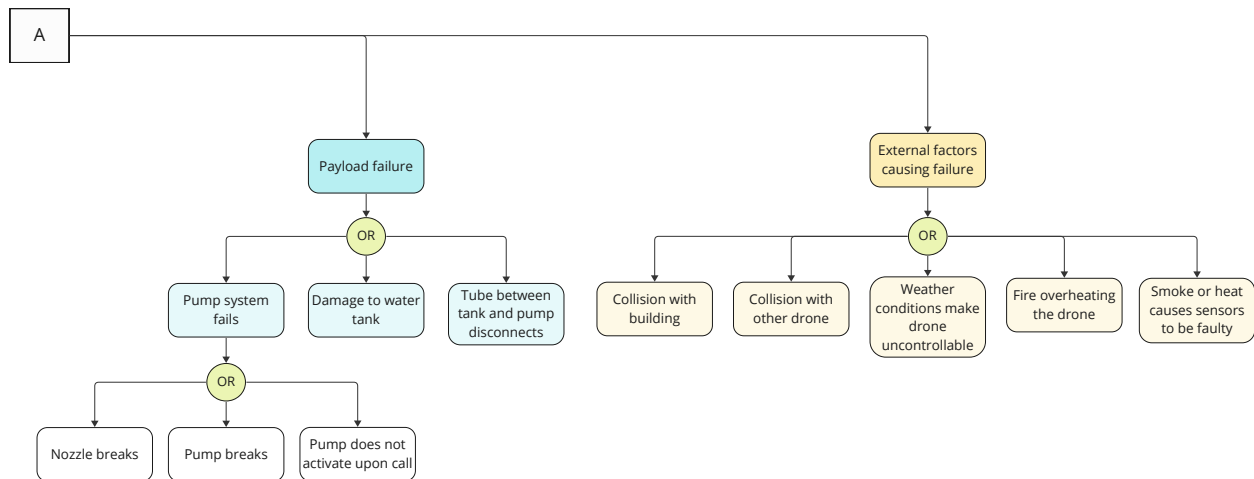 A
Payload failure
External factors
causing failure
OR
OR
Pump system
fails
Damage to water
tank
Tube between
tank and pump
disconnects
Collision with
building
Collision with
other drone
Weather
conditions make
drone
uncontrollable
Fire overheating
the drone
Smoke or heat
causes sensors
to be faulty
OR
Nozzle breaks
Pump breaks
Pump does not
activate upon call